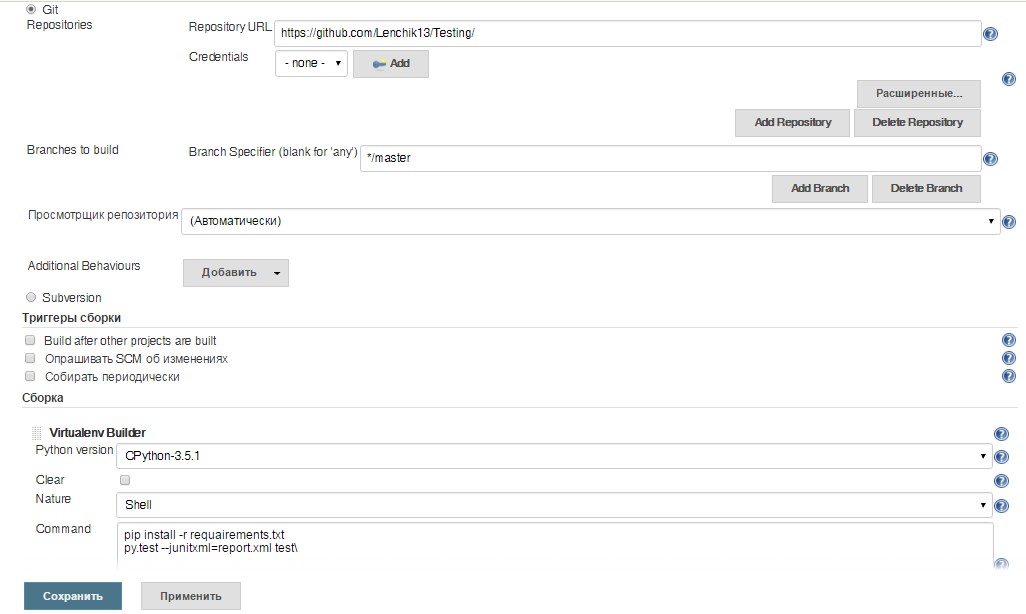 Git
Repositories
Repository URL https://github.com/Lenchik13/Testing/
Credentials - none - Add
Расширенные...
Add Repository Delete Repository
Branches to build Branch Specifier (blank for 'any') */master
Add Branch Delete Branch
Просмотрщик репозитория (Автоматически)
Additional Behaviours Добавить
Subversion
Триггеры сборки
Build after other projects are built
Опрашивать SCM об изменениях
Собирать периодически
Сборка
Virtualenv Builder
Python version CPython-3.5.1
Clear
Nature Shell
Command pip install -r requairements.txt
py.test --junitxml=report.xml test\
Сохранить Применить